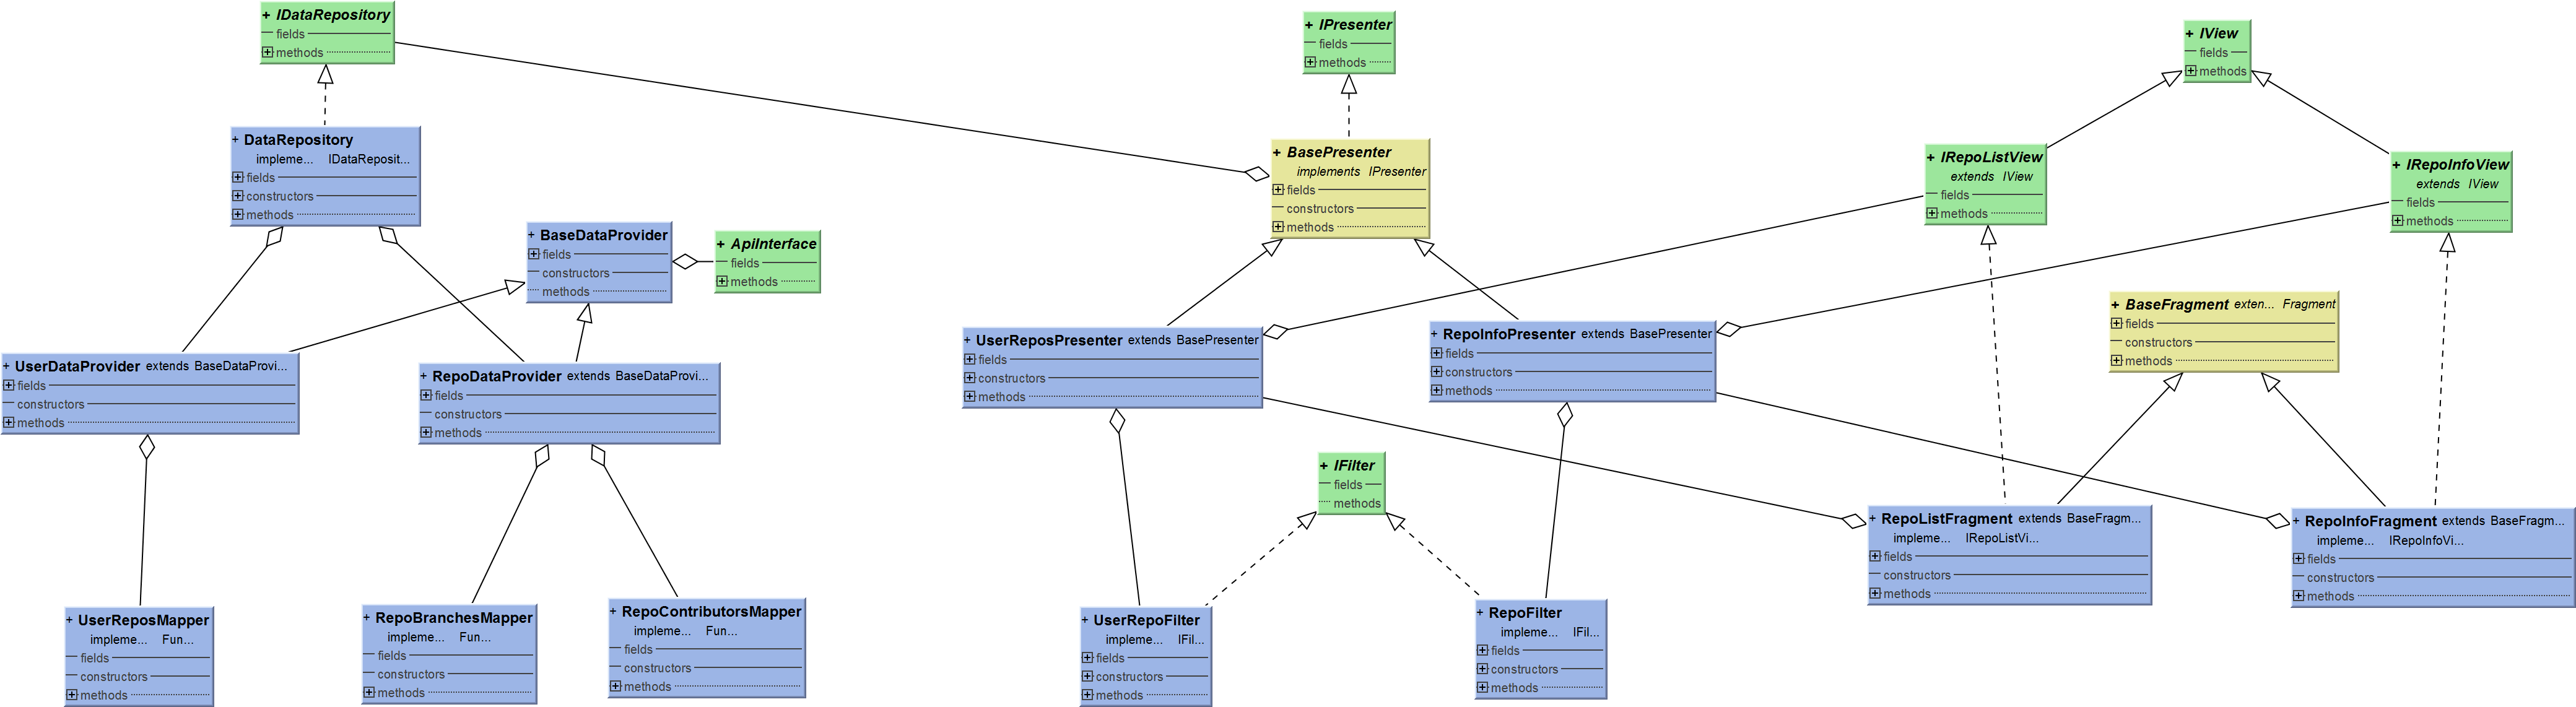 + IDataRepository
fields
methods
+ IPresenter
fields
methods
+ IView
fields
methods
+ DataRepository
impleme... IDataReposit...
fields
constructors
methods
+ BasePresenter
implements IPresenter
fields
constructors
methods
+ IRepoListView
extends IView
fields
methods
+ IRepoInfoView
extends IView
fields
methods
+ BaseDataProvider
fields
constructors
methods
+ ApiInterface
fields
methods
+ BaseFragment exten... Fragment
fields
constructors
methods
+ UserDataProvider extends BaseDataProvi...
fields
constructors
methods
+ RepoDataProvider extends BaseDataProvi...
fields
constructors
methods
+ UserReposPresenter extends BasePresenter
fields
constructors
methods
+ RepoInfoPresenter extends BasePresenter
fields
constructors
methods
+ IFilter
fields
methods
+ RepoListFragment extends BaseFragm...
impleme... IRepoListVi...
fields
constructors
methods
+ RepoInfoFragment extends BaseFragm...
impleme... IRepoInfoVi...
fields
constructors
methods
+ UserReposMapper
impleme... Fun...
fields
constructors
methods
+ RepoBranchesMapper
impleme... Fun...
fields
constructors
methods
+ RepoContributorsMapper
impleme... Fun...
fields
constructors
methods
+ UserRepoFilter
impleme... IFil...
fields
constructors
methods
+ RepoFilter
impleme... IFil...
fields
constructors
methods